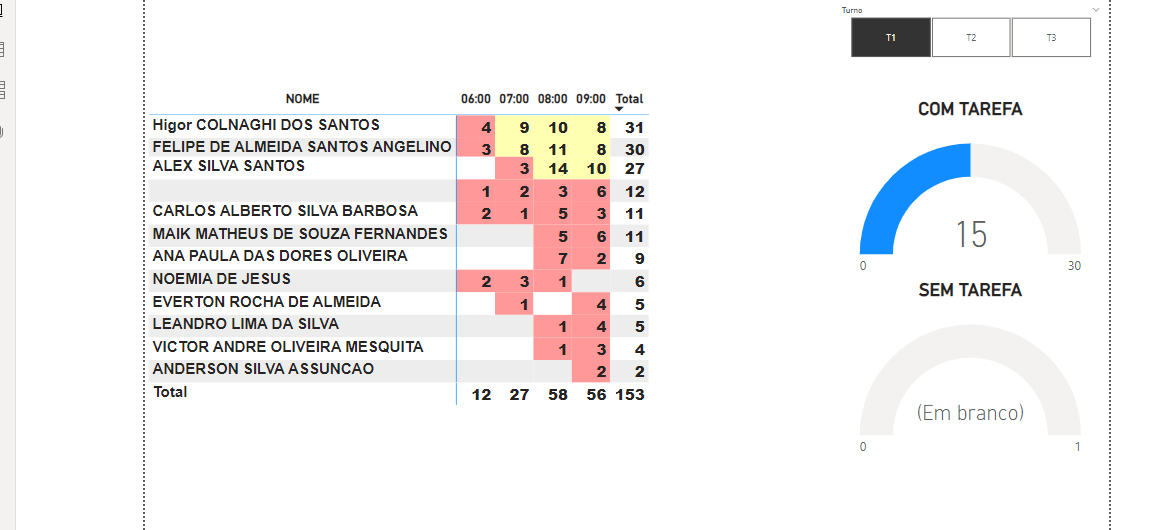 Turno
T1 T2 T3
NOME 06:00 07:00 08:00 09:00 Total
Higor COLNAGHI DOS SANTOS 4 9 10 8 31
FELIPE DE ALMEIDA SANTOS ANGELINO 3 8 11 8 30
ALEX SILVA SANTOS 3 14 10 27
1 2 3 6 12
CARLOS ALBERTO SILVA BARBOSA 2 1 5 3 11
MAIK MATHEUS DE SOUZA FERNANDES 5 6 11
ANA PAULA DAS DORES OLIVEIRA 7 2 9
NOEMIA DE JESUS 2 3 1 6
EVERTON ROCHA DE ALMEIDA 1 4 5
LEANDRO LIMA DA SILVA 1 4 5
VICTOR ANDRE OLIVEIRA MESQUITA 1 3 4
ANDERSON SILVA ASSUNCAO 2 2
Total 12 27 58 56 153
COM TAREFA
15
0 30
SEM TAREFA
(Em branco)
0 1